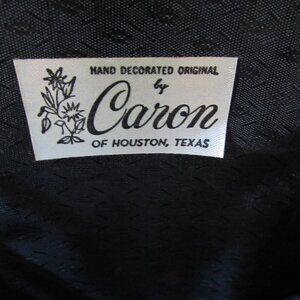 HAND DECORATED ORIGINAL
by
Caron
OF HOUSTON, TEXAS